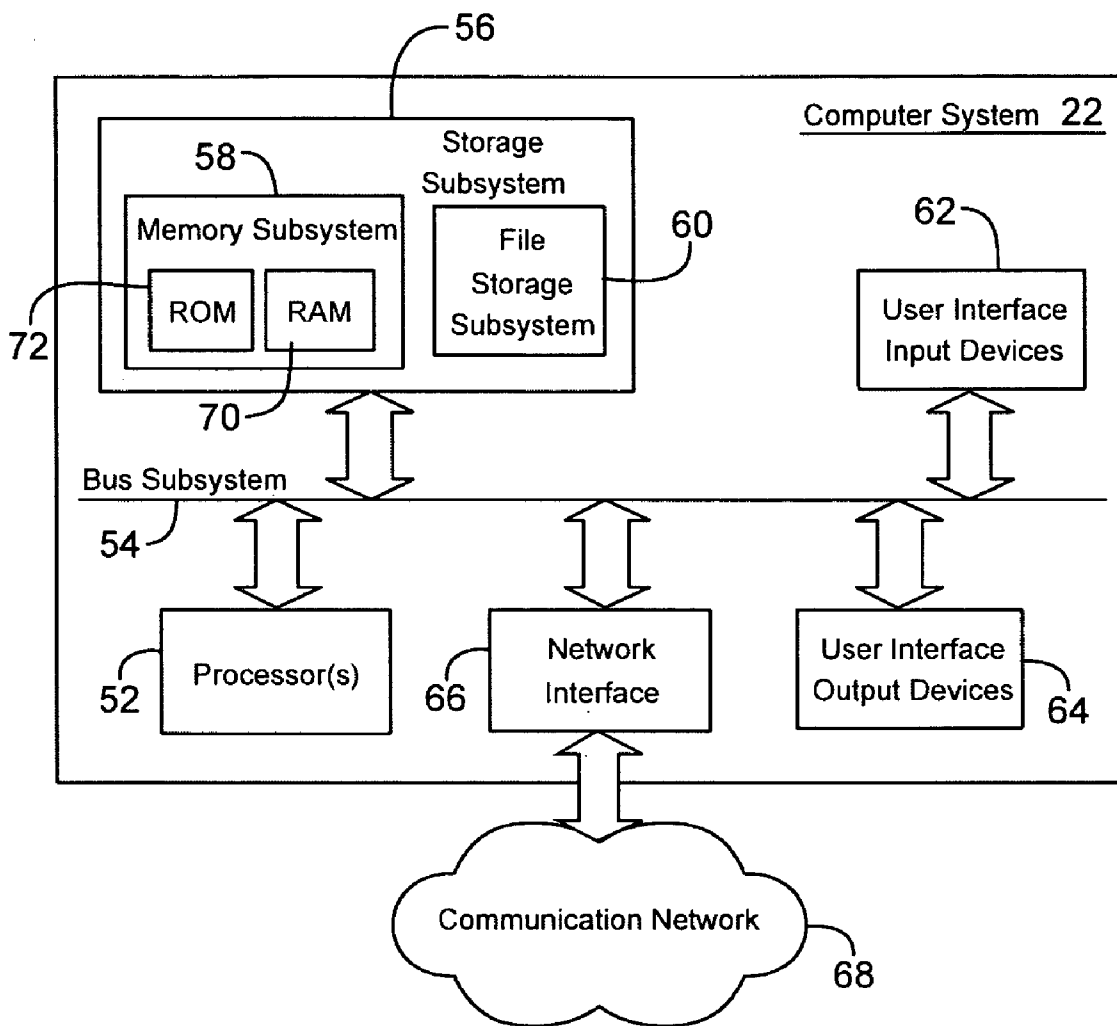 56
Computer System 22
Storage
Subsystem
58
Memory Subsystem
ROM
RAM
72
70
File
Storage
Subsystem
60
62
User Interface
Input Devices
Bus Subsystem
54
Processor(s)
52
Network
Interface
66
User Interface
Output Devices
64
Communication Network
68